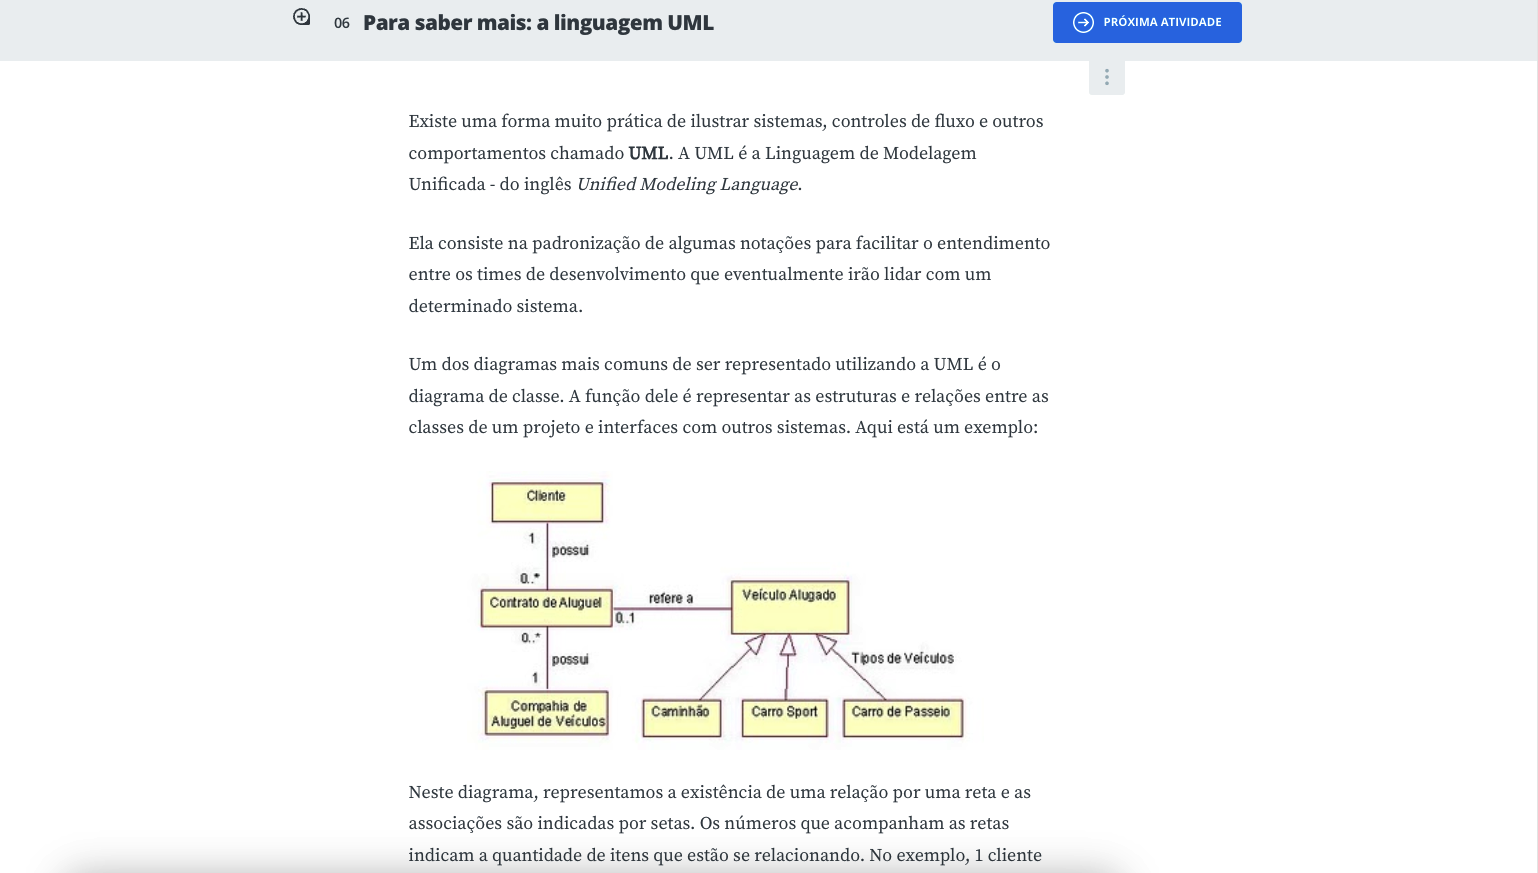 06 Para saber mais: a linguagem UML
PRÓXIMA ATIVIDADE
Existe uma forma muito prática de ilustrar sistemas, controles de fluxo e outros
comportamentos chamado UML. A UML é a Linguagem de Modelagem
Unificada - do inglês Unified Modeling Language.
Ela consiste na padronização de algumas notações para facilitar o entendimento
entre os times de desenvolvimento que eventualmente irão lidar com um
determinado sistema.
Um dos diagramas mais comuns de ser representado utilizando a UML é o
diagrama de classe. A função dele é representar as estruturas e relações entre as
classes de um projeto e interfaces com outros sistemas. Aqui está um exemplo:
Cliente
1
possui
0..*
Contrato de Aluguel
refere a
0..1
Veículo Alugado
0..*
possui
1
Tipos de Veículos
Compahia de
Aluguel de Veículos
Caminhão
Carro Sport
Carro de Passeio
Neste diagrama, representamos a existência de uma relação por uma reta e as
associações são indicadas por setas. Os números que acompanham as retas
indicam a quantidade de itens que estão se relacionando. No exemplo, 1 cliente